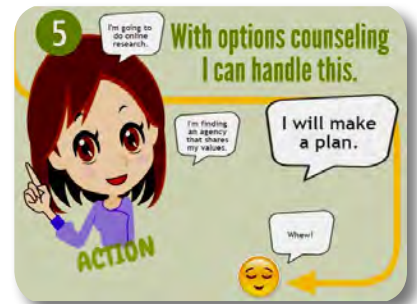 5
I'm going to
do online
research.
With options counseling
I can handle this.
I'm finding
an agency
that shares
my values.
I will make
a plan.
Whew!
ACTION